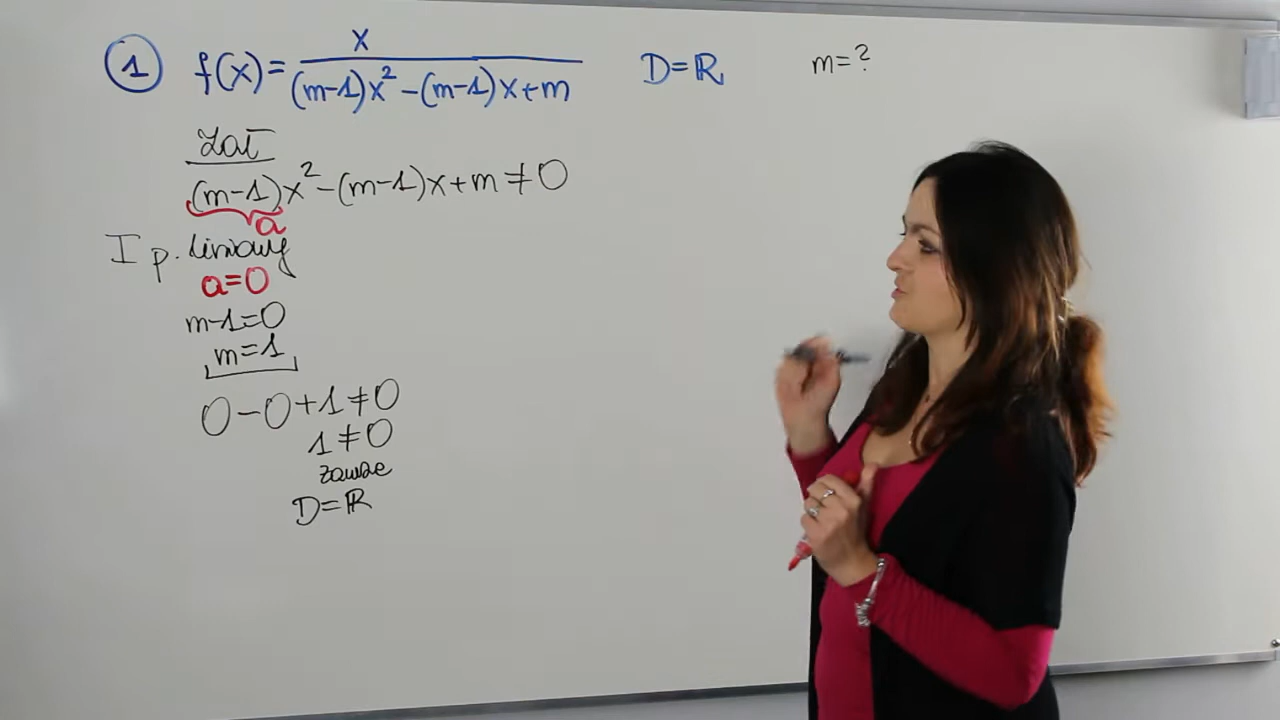 1 f(x)= x / ((m-1)x² -(m-1)x+m) D=ℝ m=?
Zał
(m-1)x² -(m-1)x+m ≠0
a
I p. liniowy
a=0
m-1=0
m=1
0-0+1≠0
1≠0
zawsze
D=ℝ